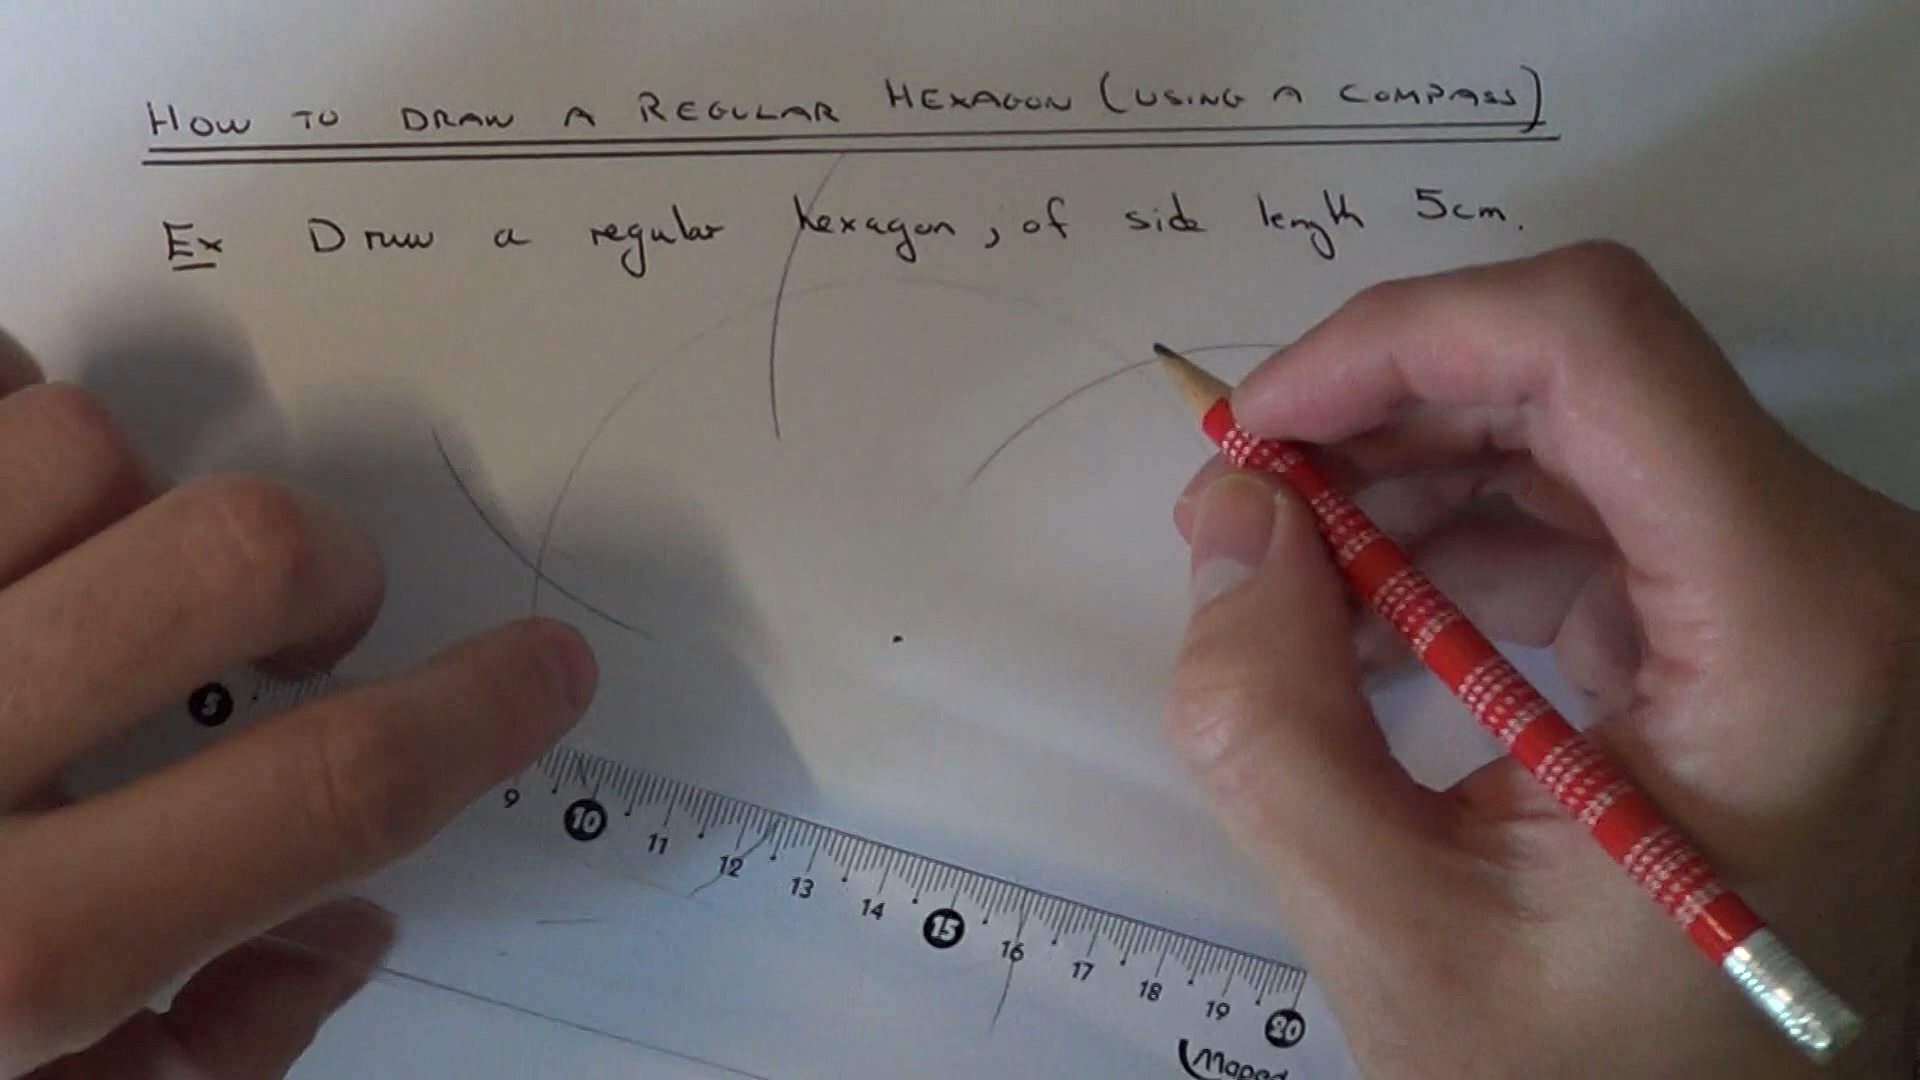 HOW TO DRAW A REGULAR HEXAGON (USING A COMPASS)
Ex Draw a regular hexagon, of side length 5cm.
5 9 10 11 12 13 14 15 16 17 18 19 20
Maped